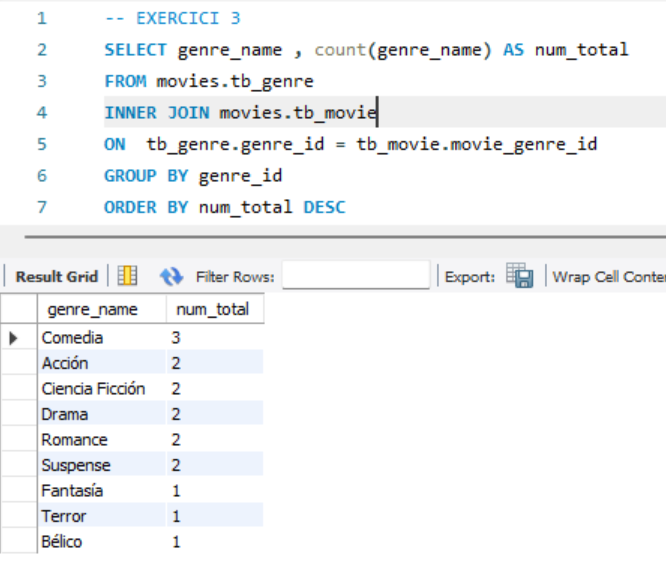 1 -- EXERCICI 3
2 SELECT genre_name , count(genre_name) AS num_total
3 FROM movies.tb_genre
4 INNER JOIN movies.tb_movie
5 ON tb_genre.genre_id = tb_movie.movie_genre_id
6 GROUP BY genre_id
7 ORDER BY num_total DESC
Result Grid Filter Rows: Export: Wrap Cell Conte
genre_name num_total
Comedia 3
Acción 2
Ciencia Ficción 2
Drama 2
Romance 2
Suspense 2
Fantasía 1
Terror 1
Bélico 1